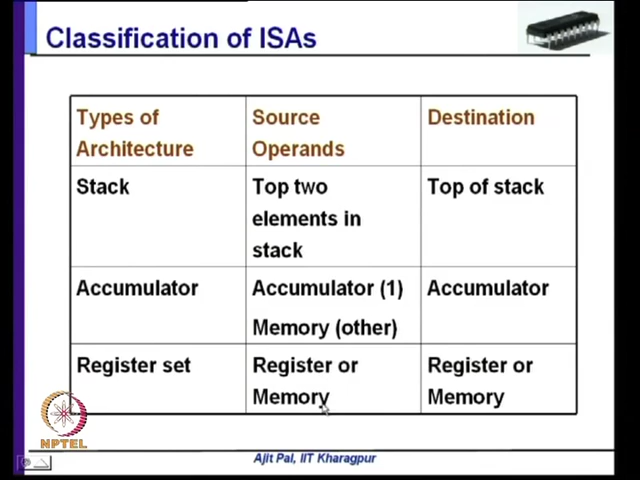 Classification of ISAs
Types of Architecture
Source Operands
Destination
Stack
Top two elements in stack
Top of stack
Accumulator
Accumulator (1)
Memory (other)
Accumulator
Register set
Register or Memory
Register or Memory
NPTEL
Ajit Pal, IIT Kharagpur